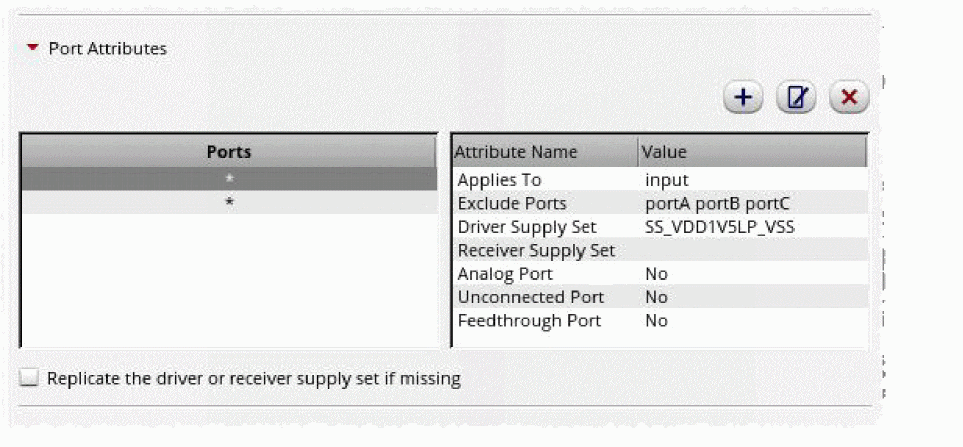 Port Attributes
Ports
*
*
Attribute Name Value
Applies To input
Exclude Ports portA portB portC
Driver Supply Set SS_VDD1V5LP_VSS
Receiver Supply Set
Analog Port No
Unconnected Port No
Feedthrough Port No
Replicate the driver or receiver supply set if missing